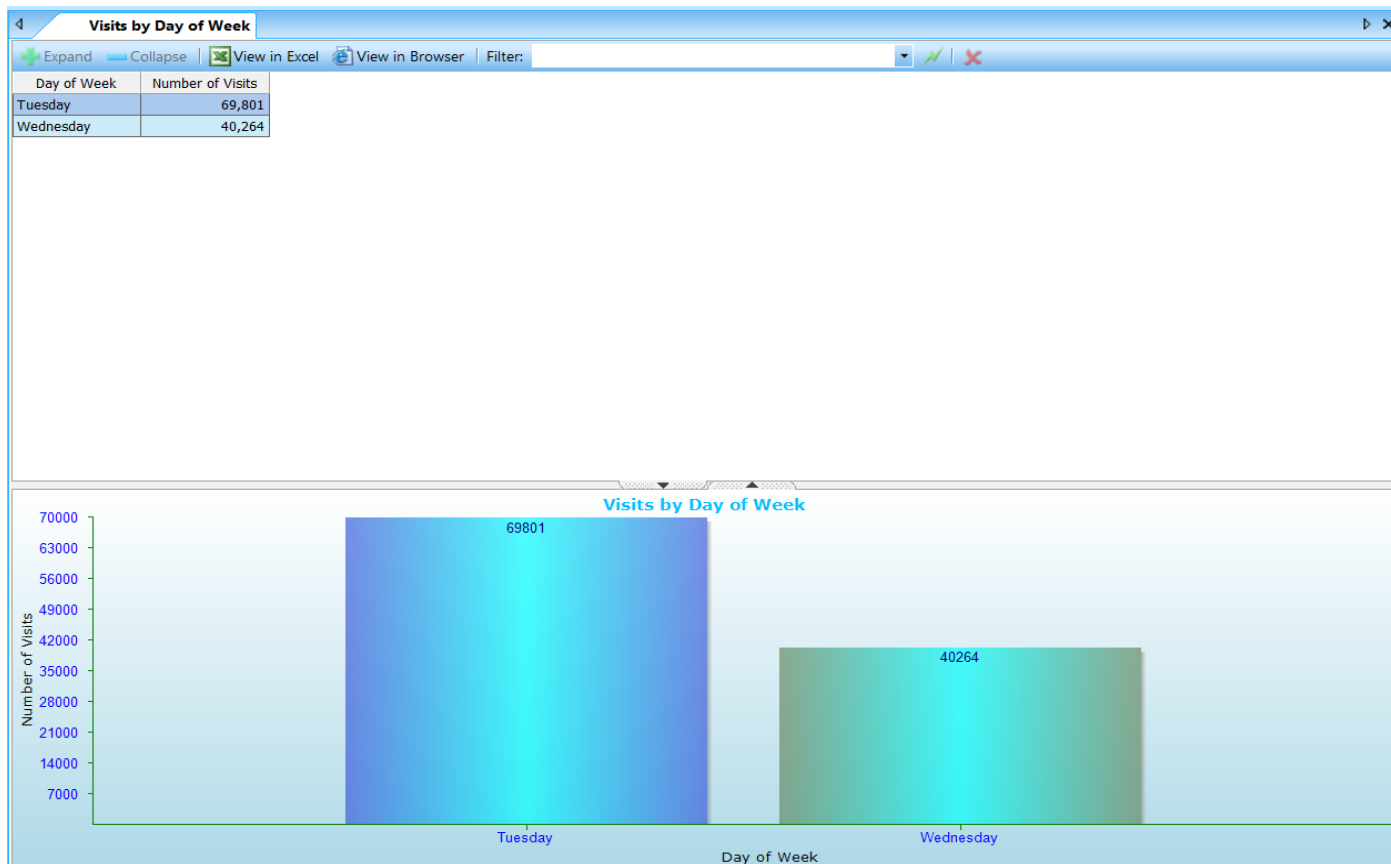 Visits by Day of Week
Expand Collapse View in Excel View in Browser Filter:
Day of Week Number of Visits
Tuesday 69,801
Wednesday 40,264
Visits by Day of Week
70000
63000
56000
49000
42000
35000
28000
21000
14000
7000
Number of Visits
69801
40264
Tuesday Wednesday
Day of Week